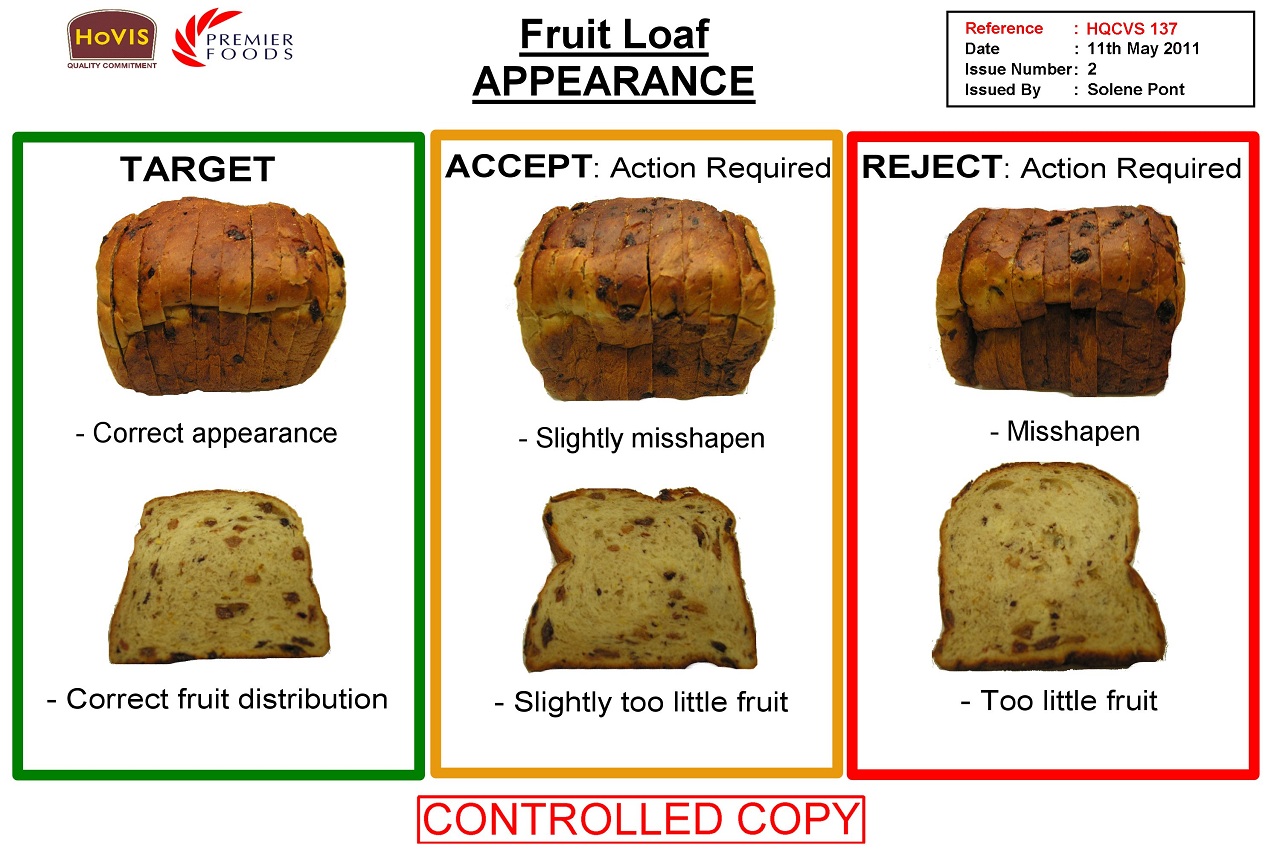 HOVIS
QUALITY COMMITMENT
PREMIER
FOODS
Fruit Loaf
APPEARANCE
Reference : HQCVS 137
Date : 11th May 2011
Issue Number : 2
Issued By : Solene Pont
TARGET
- Correct appearance
- Correct fruit distribution
ACCEPT: Action Required
- Slightly misshapen
- Slightly too little fruit
REJECT: Action Required
- Misshapen
- Too little fruit
CONTROLLED COPY